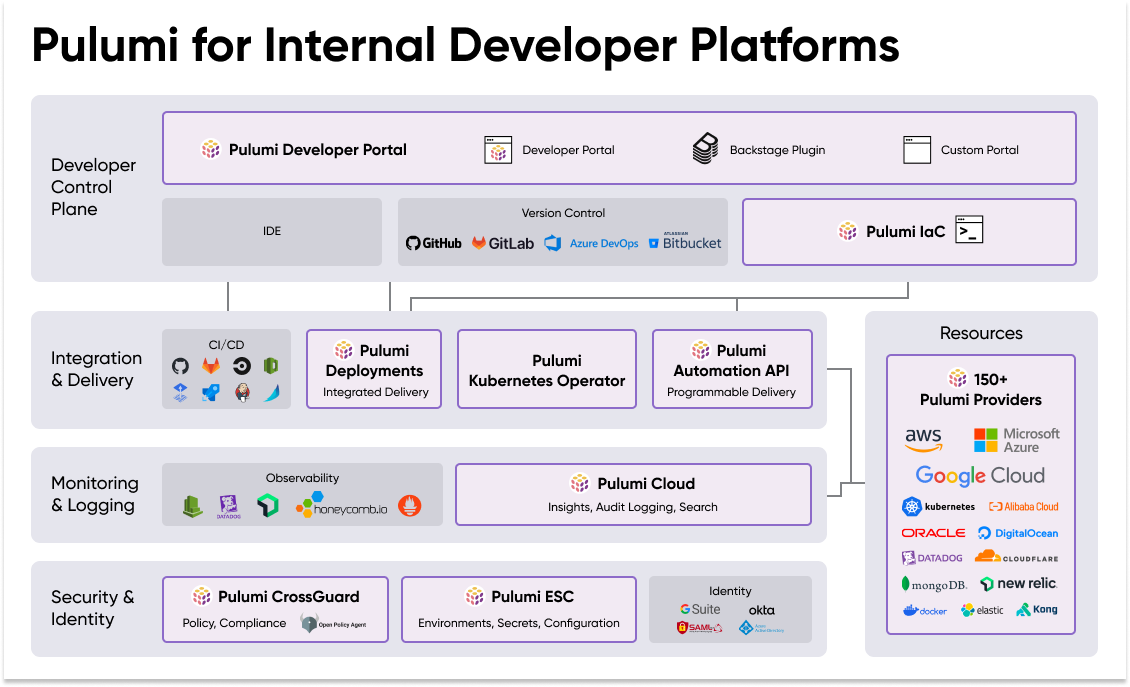 Pulumi for Internal Developer Platforms
Developer
Control
Plane
Pulumi Developer Portal
Developer Portal
Backstage Plugin
Custom Portal
IDE
Version Control
GitHub
GitLab
Azure DevOps
ATLASSIAN
Bitbucket
Pulumi IaC
>_
Integration
& Delivery
CI/CD
Pulumi
Deployments
Integrated Delivery
Pulumi
Kubernetes Operator
Pulumi
Automation API
Programmable Delivery
Monitoring
& Logging
Observability
DATADOG
honeycomb.io
Pulumi Cloud
Insights, Audit Logging, Search
Security &
Identity
Pulumi CrossGuard
Policy, Compliance
Open Policy Agent
Pulumi ESC
Environments, Secrets, Configuration
Identity
G Suite
okta
SAML
Azure
Active Directory
Resources
150+
Pulumi Providers
aws
Microsoft
Azure
Google Cloud
kubernetes
Alibaba Cloud
ORACLE
DigitalOcean
DATADOG
CLOUDFLARE
mongoDB.
new relic.
docker
elastic
Kong